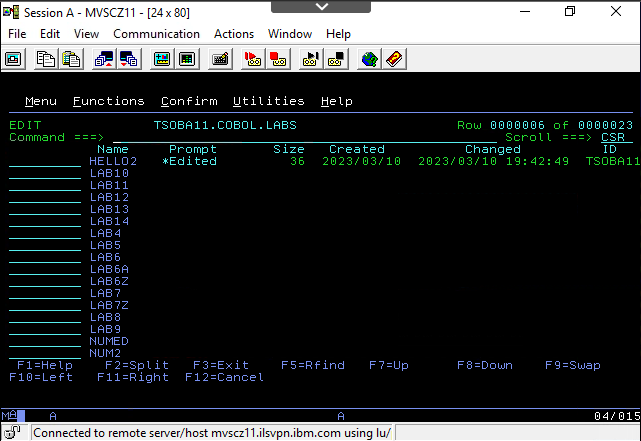 Session A - MVSCZ11 - [24 x 80]
File Edit View Communication Actions Window Help
Menu Functions Confirm Utilities Help
EDIT TSOBA11.COBOL.LABS Row 0000006 of 0000023
Command ===> Scroll ===> CSR
Name Prompt Size Created Changed ID
HELLO2 *Edited 36 2023/03/10 2023/03/10 19:42:49 TSOBA11
LAB10
LAB11
LAB12
LAB13
LAB14
LAB4
LAB5
LAB6
LAB6A
LAB6Z
LAB7
LAB7Z
LAB8
LAB9
NUMED
NUM2
F1=Help F2=Split F3=Exit F5=Rfind F7=Up F8=Down F9=Swap
F10=Left F11=Right F12=Cancel
MA A A 04/015
Connected to remote server/host mvscz11.ilsvpn.ibm.com using lu/